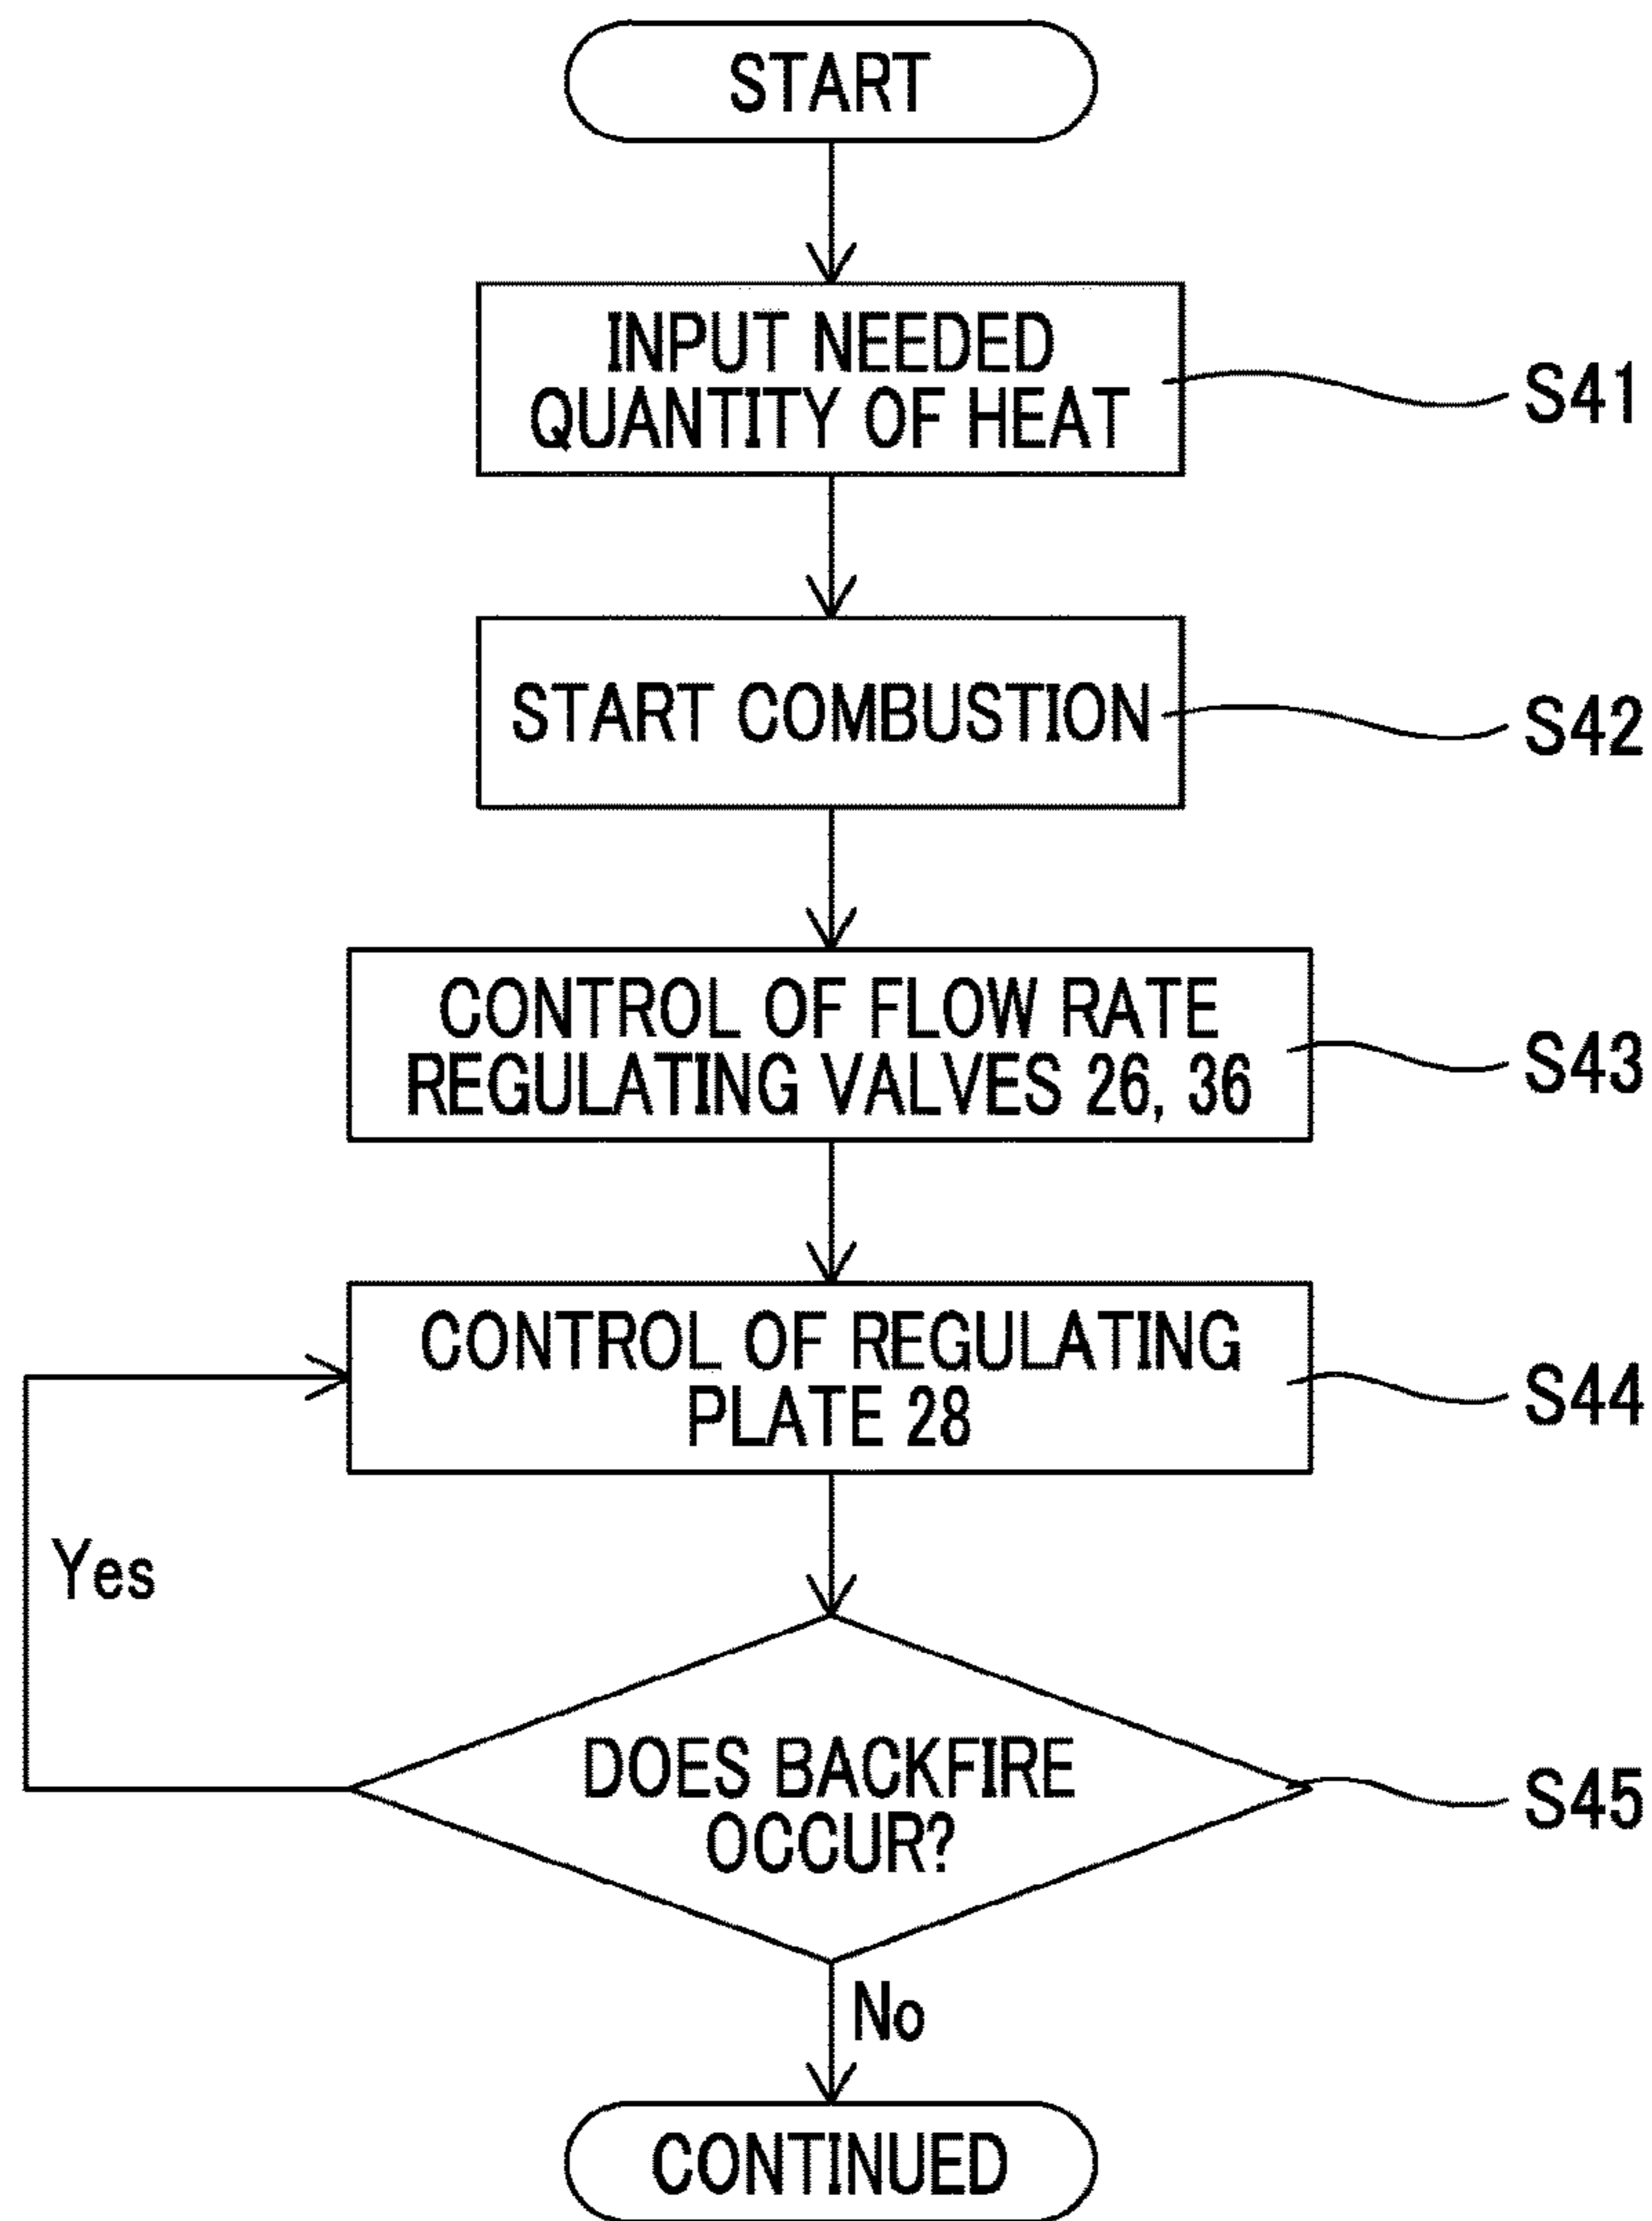 START
INPUT NEEDED
QUANTITY OF HEAT
S41
START COMBUSTION
S42
CONTROL OF FLOW RATE
REGULATING VALVES 26, 36
S43
CONTROL OF REGULATING
PLATE 28
S44
Yes
DOES BACKFIRE
OCCUR?
S45
No
CONTINUED